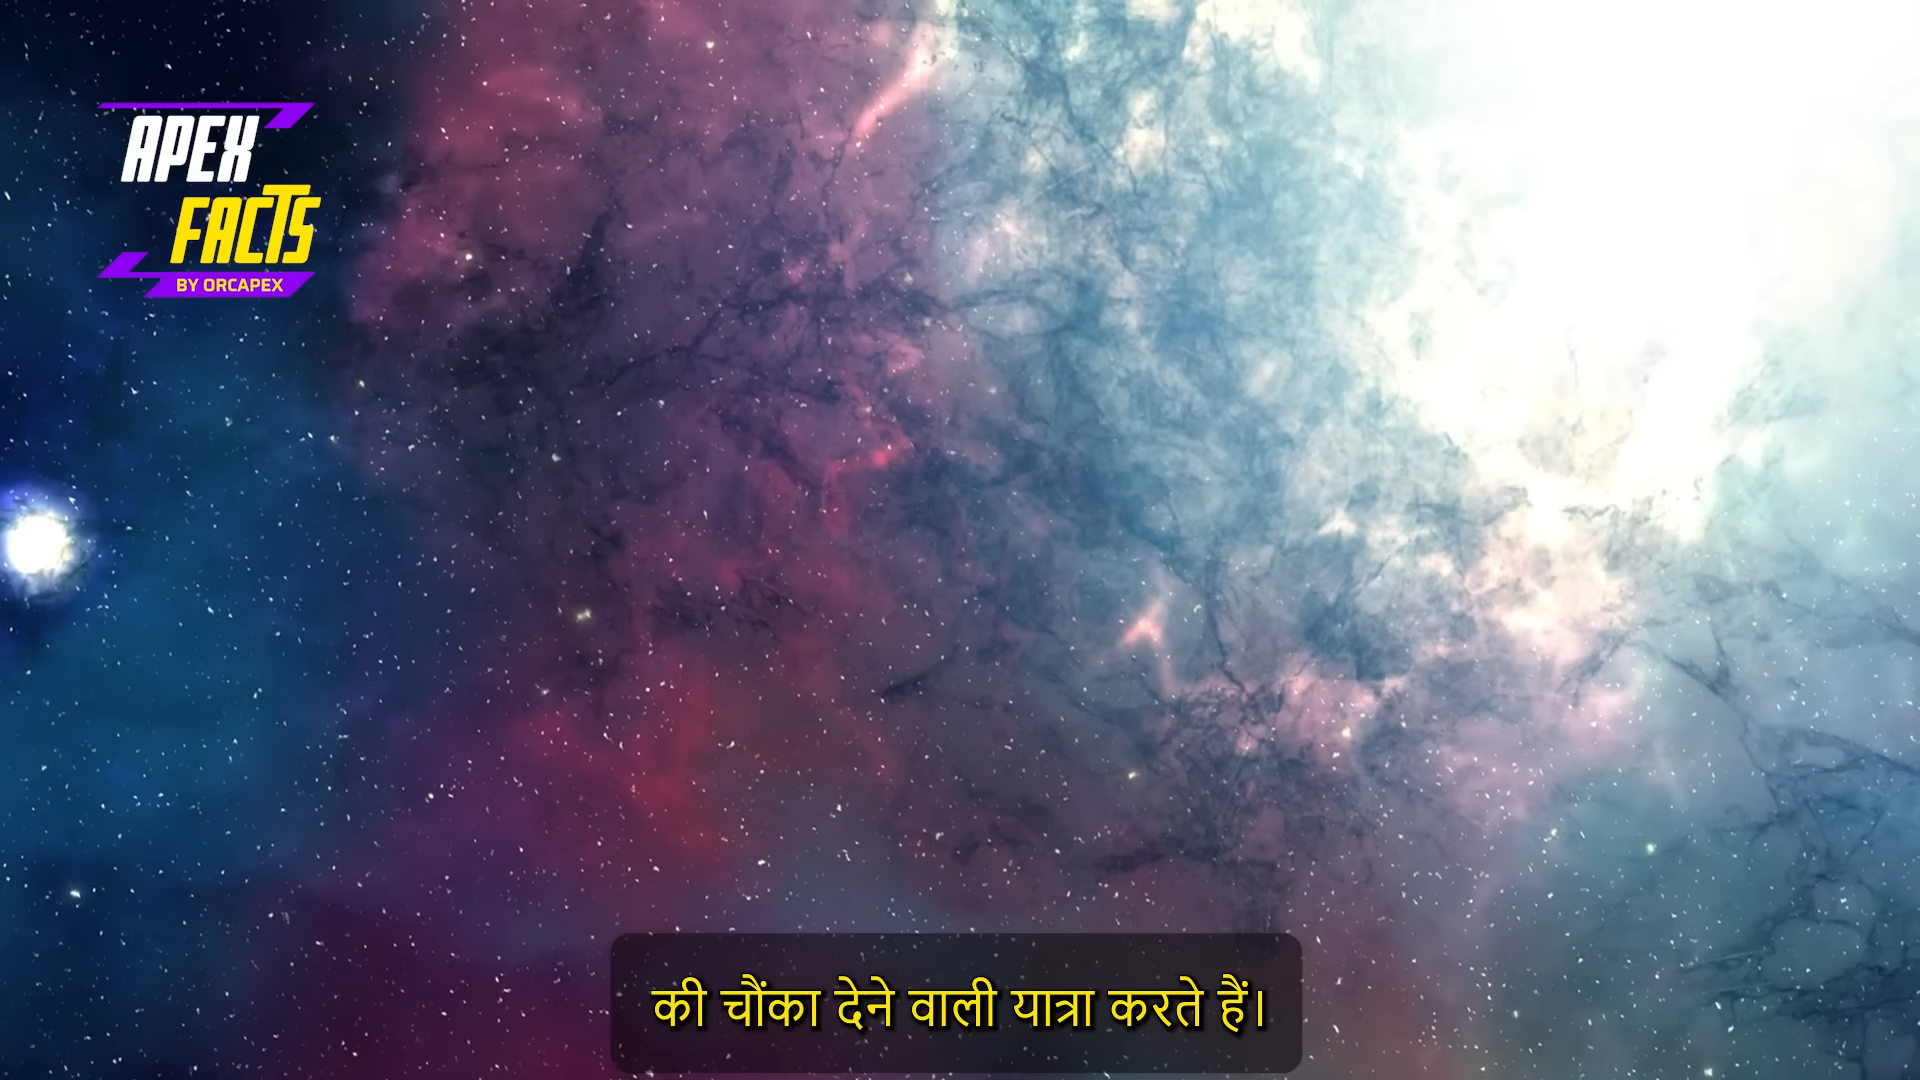 APEX
FACTS
BY ORCAPEX
की चौंका देने वाली यात्रा करते हैं।